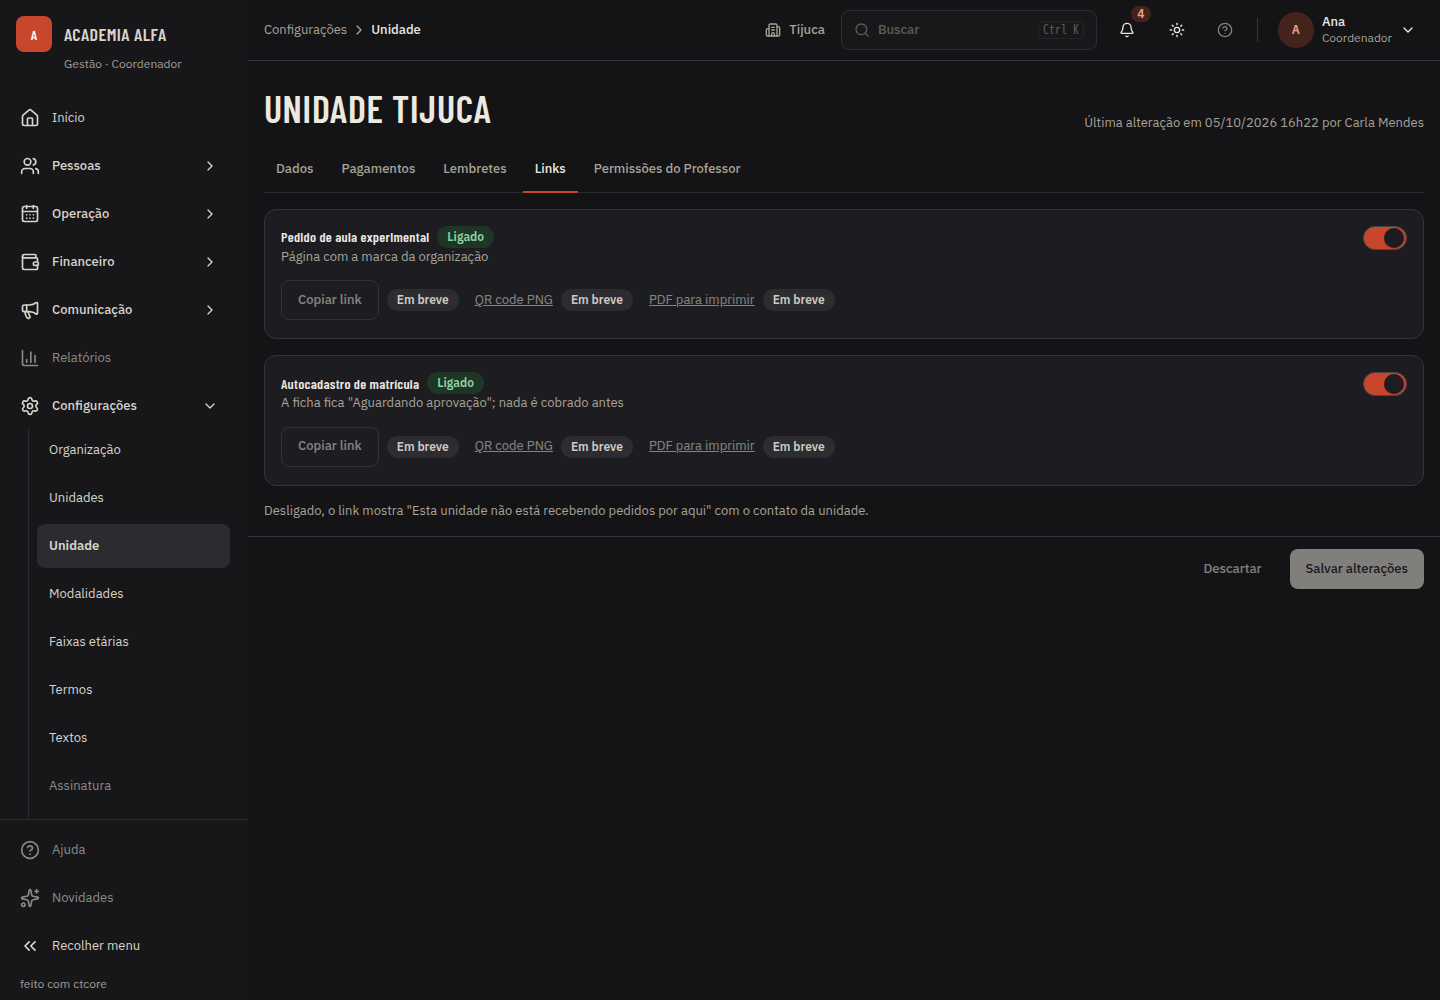 A
ACADEMIA ALFA
Gestão · Coordenador
Início
Pessoas
Operação
Financeiro
Comunicação
Relatórios
Configurações
Organização
Unidades
Unidade
Modalidades
Faixas etárias
Termos
Textos
Assinatura
Ajuda
Novidades
Recolher menu
feito com ctcore
Configurações > Unidade
Tijuca
Buscar
Ctrl K
4
A
Ana
Coordenador
UNIDADE TIJUCA
Última alteração em 05/10/2026 16h22 por Carla Mendes
Dados
Pagamentos
Lembretes
Links
Permissões do Professor
Pedido de aula experimental Ligado
Página com a marca da organização
Copiar link Em breve QR code PNG Em breve PDF para imprimir Em breve
Autocadastro de matrícula Ligado
A ficha fica "Aguardando aprovação"; nada é cobrado antes
Copiar link Em breve QR code PNG Em breve PDF para imprimir Em breve
Desligado, o link mostra "Esta unidade não está recebendo pedidos por aqui" com o contato da unidade.
Descartar
Salvar alterações